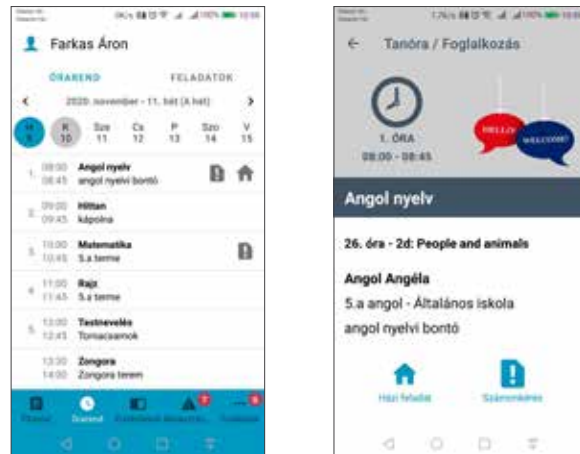 Farkas Áron
ÓRAREND FELADATOK
2020. november - 11. hét (A hét)
H K Sze Cs P Szo V
9 10 11 12 13 14 15
1. 08:00 Angol nyelv
08:45 angol nyelvi bontó
2. 09:00 Hittan
09:45 kápolna
3. 10:00 Matematika
10:45 5.a terme
4. 11:00 Rajz
11:45 5.a terme
5. 12:00 Testnevelés
12:45 Tornacsarnok
13:30 Zongora
14:00 Zongora terem
Órarend
Tanóra / Foglalkozás
1. ÓRA
08:00 - 08:45
HELLO!
WELCOME!
Angol nyelv
26. óra - 2d: People and animals
Angol Angéla
5.a angol - Általános iskola
angol nyelvi bontó
Házi feladat Számonkérés